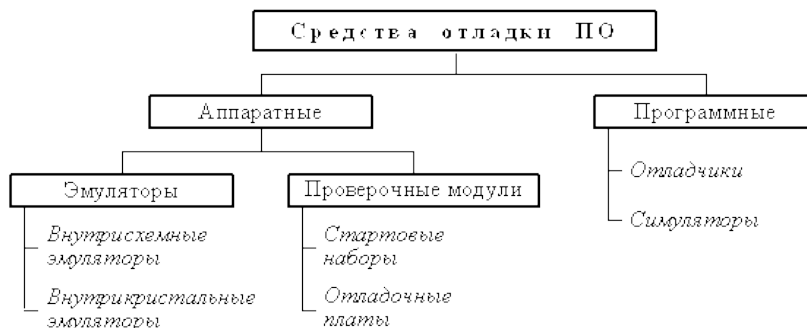 Средства отладки ПО
Аппаратные
Программные
Эмуляторы
Проверочные модули
Отладчики
Симуляторы
Внутрисхемные
эмуляторы
Внутрикристальные
эмуляторы
Стартовые
наборы
Отладочные
платы